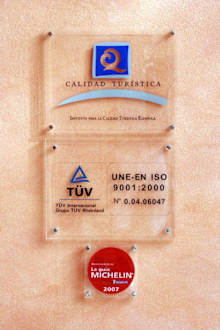 Q
CALIDAD TURÍSTICA
INSTITUTO PARA LA CALIDAD TURÍSTICA ESPAÑOLA
TÜV
TÜV International
Grupo TÜV Rheinland
UNE-EN ISO
9001:2000
Nº 0.04.06047
La guía
MICHELIN
2007